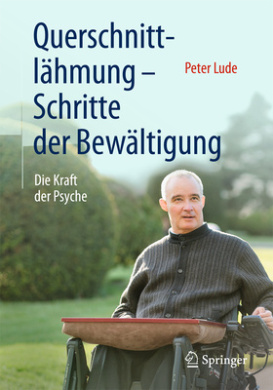 Querschnitt-
lähmung –
Schritte
der Bewältigung
Peter Lude
Die Kraft
der Psyche
Springer